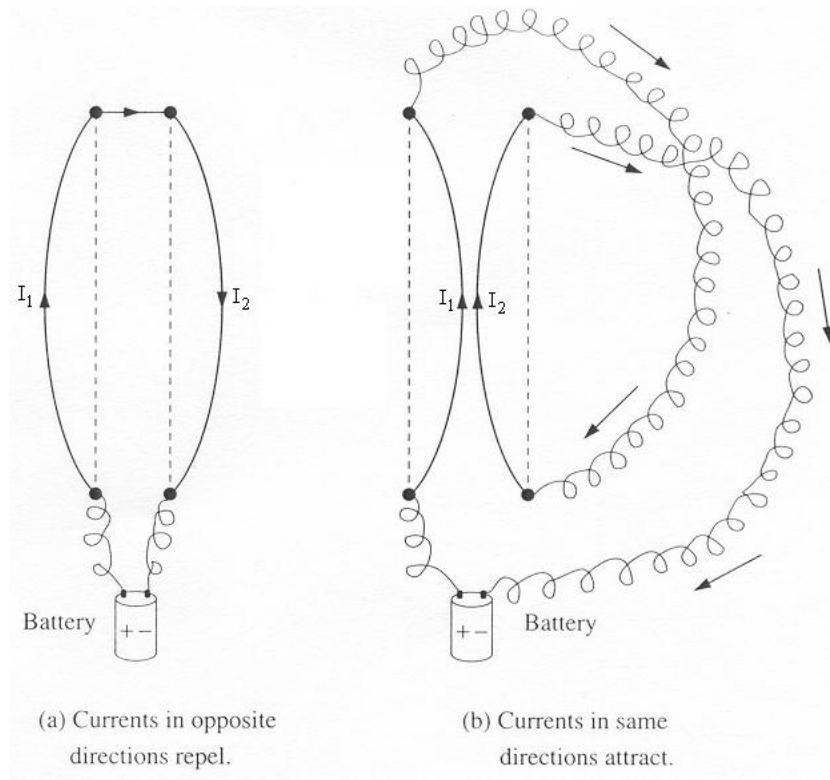 I₁
I₂
I₁
I₂
Battery
+ -
+ -
Battery
(a) Currents in opposite
directions repel.
(b) Currents in same
directions attract.